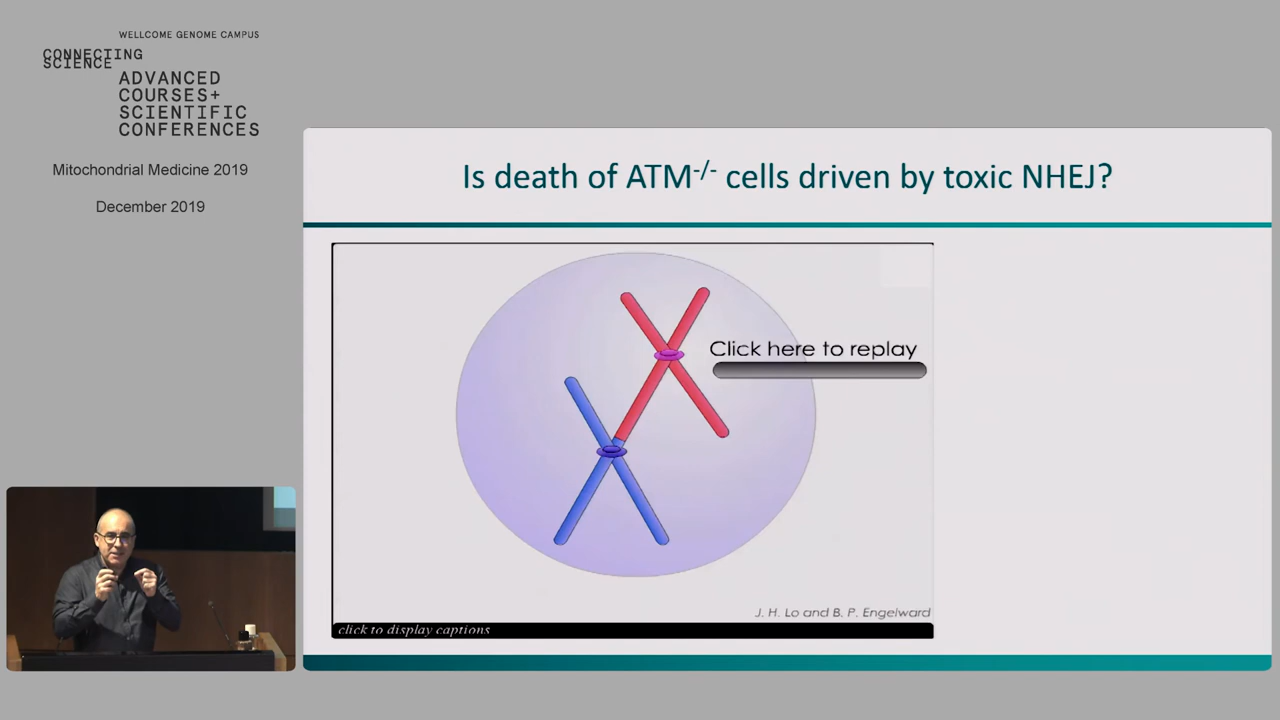 WELLCOME GENOME CAMPUS
CONNECTING
SCIENCE
ADVANCED
COURSES+
SCIENTIFIC
CONFERENCES
Mitochondrial Medicine 2019
December 2019
Is death of ATM-/- cells driven by toxic NHEJ?
Click here to replay
J. H. Lo and B. P. Engelward
click to display captions